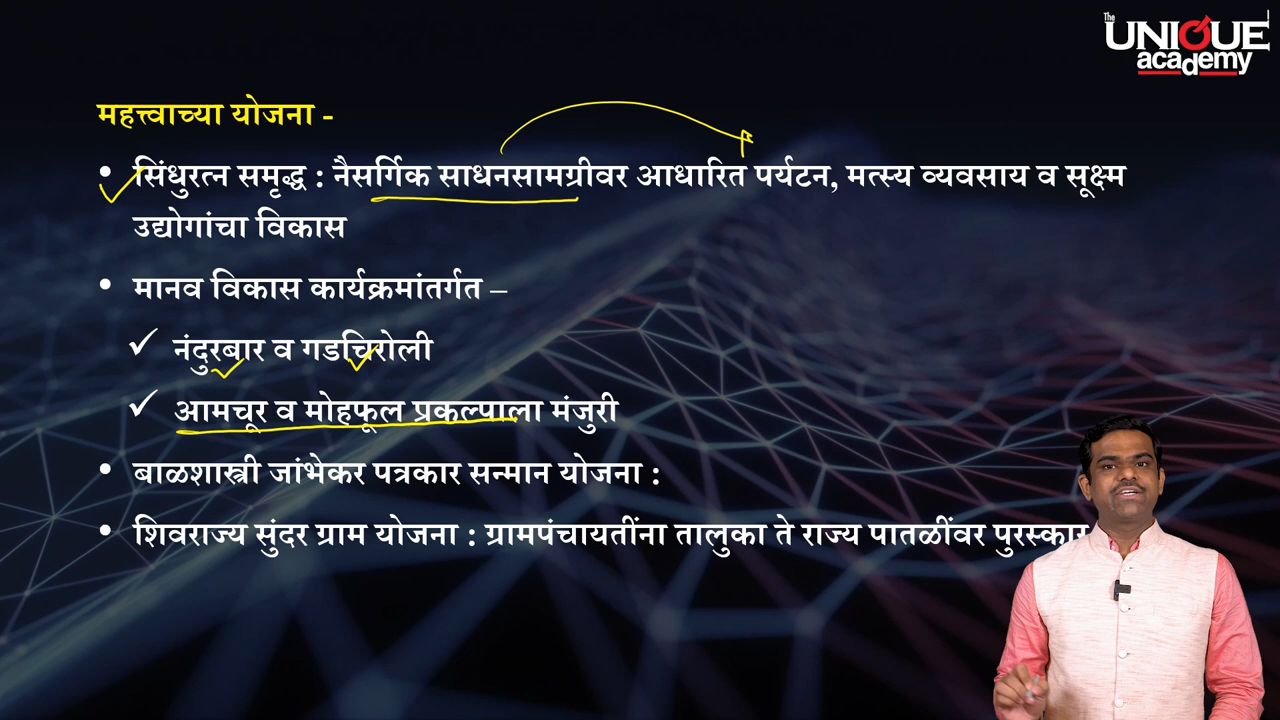 The
UNIQUE
academy
महत्त्वाच्या योजना -
• सिंधुरत्न समृद्ध : नैसर्गिक साधनसामग्रीवर आधारित पर्यटन, मत्स्य व्यवसाय व सूक्ष्म
उद्योगांचा विकास
• मानव विकास कार्यक्रमांतर्गत –
✓ नंदुरबार व गडचिरोली
✓ आमचूर व मोहफूल प्रकल्पाला मंजुरी
• बाळशास्त्री जांभेकर पत्रकार सन्मान योजना :
• शिवराज्य सुंदर ग्राम योजना : ग्रामपंचायतींना तालुका ते राज्य पातळींवर पुरस्कार